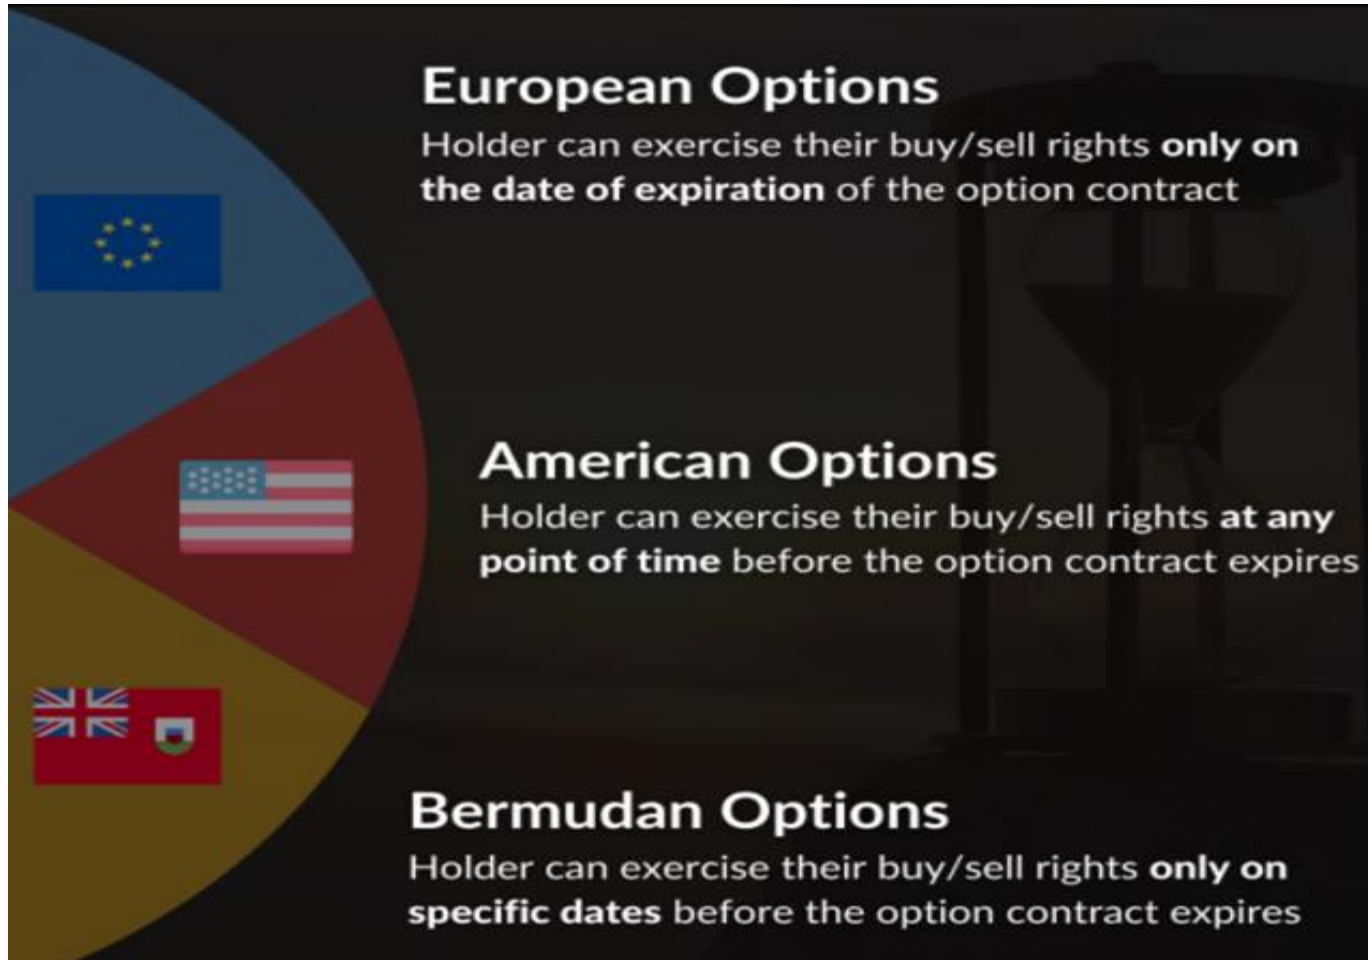 European Options
Holder can exercise their buy/sell rights only on
the date of expiration of the option contract
American Options
Holder can exercise their buy/sell rights at any
point of time before the option contract expires
Bermudan Options
Holder can exercise their buy/sell rights only on
specific dates before the option contract expires